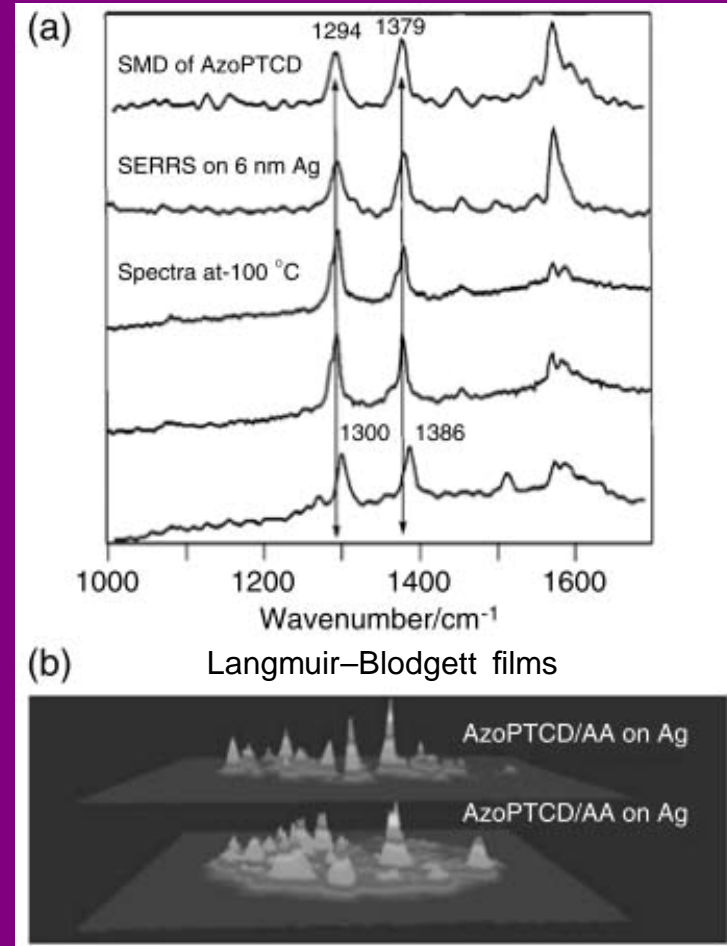 (a)
1294 1379
SMD of AzoPTCD
SERRS on 6 nm Ag
Spectra at-100 °C
1300 1386
1000 1200 1400 1600
Wavenumber/cm⁻¹
(b) Langmuir–Blodgett films
AzoPTCD/AA on Ag
AzoPTCD/AA on Ag